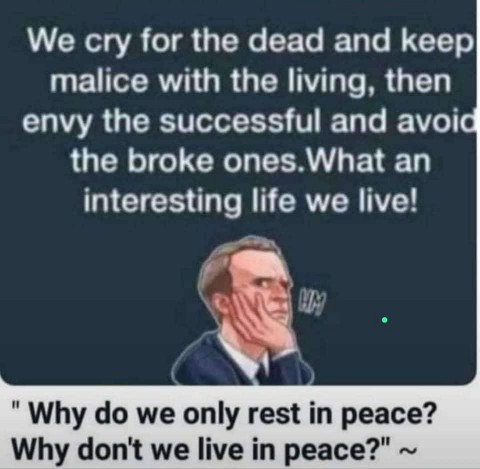 We cry for the dead and keep
malice with the living, then
envy the successful and avoid
the broke ones.What an
interesting life we live!
HM
" Why do we only rest in peace?
Why don't we live in peace?" ~